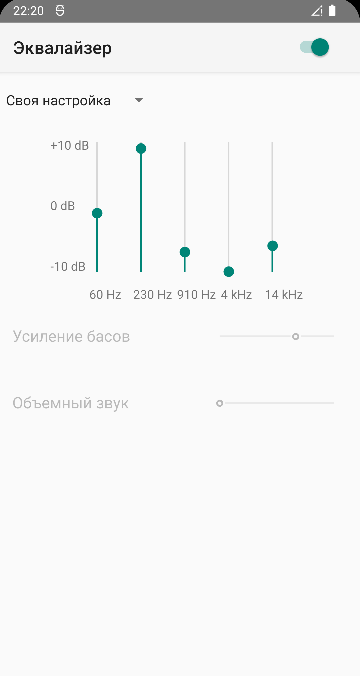 22:20
Эквалайзер
Своя настройка
+10 dB
0 dB
-10 dB
60 Hz 230 Hz 910 Hz 4 kHz 14 kHz
Усиление басов
Объемный звук